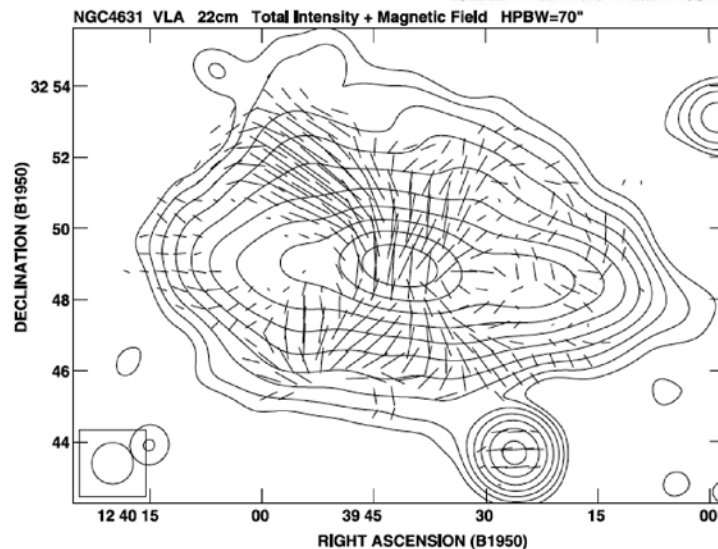 NGC4631 VLA 22cm Total Intensity + Magnetic Field HPBW=70"
DECLINATION (B1950)
32 54
52
50
48
46
44
12 40 15
00
39 45
30
15
00
RIGHT ASCENSION (B1950)